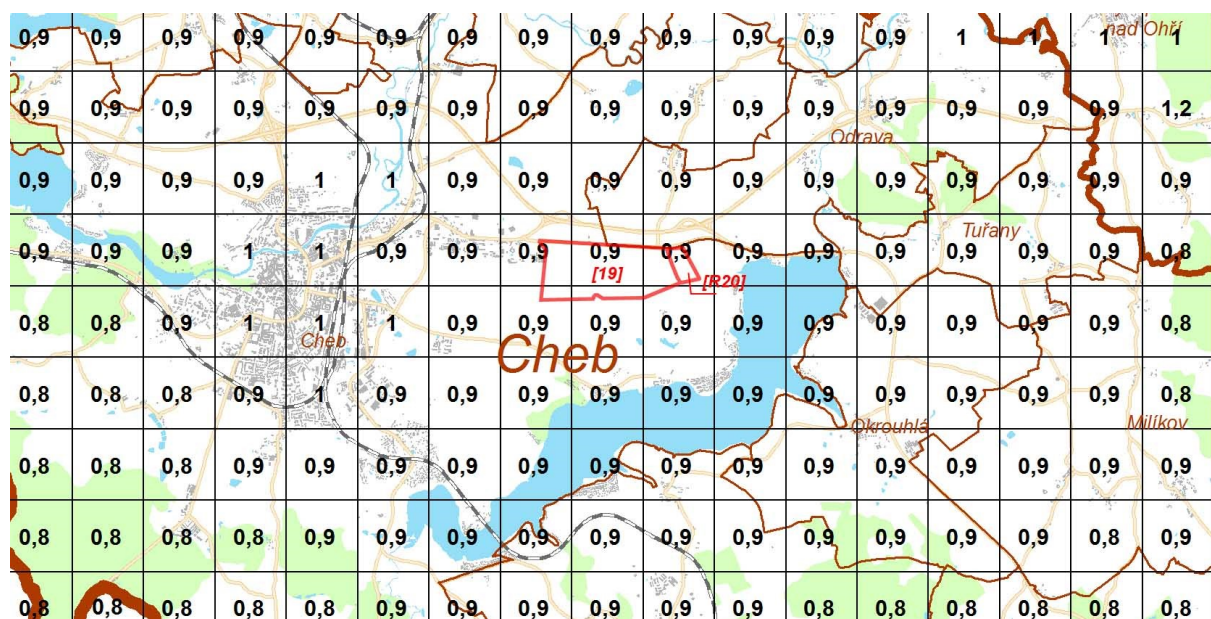 0,9 0,9 0,9 0,9 0,9 0,9 0,9 0,9 0,9 0,9 0,9 0,9 0,9 1 1 1 1
nad Ohří
0,9 0,9 0,9 0,9 0,9 0,9 0,9 0,9 0,9 0,9 0,9 0,9 0,9 0,9 0,9 0,9 1,2
Odrava
0,9 0,9 0,9 0,9 1 1 0,9 0,9 0,9 0,9 0,9 0,9 0,9 0,9 0,9 0,9 0,9
Tuřany
0,9 0,9 0,9 1 1 0,9 0,9 0,9 0,9 0,9 0,9 0,9 0,9 0,9 0,9 0,9 0,8
[19] [R20]
0,8 0,8 0,9 1 1 1 0,9 0,9 0,9 0,9 0,9 0,9 0,9 0,9 0,9 0,9 0,8
Cheb
Cheb
0,8 0,8 0,8 0,9 1 0,9 0,9 0,9 0,9 0,9 0,9 0,9 0,9 0,9 0,9 0,9 0,8
Okrouhlá Milíkov
0,8 0,8 0,8 0,9 0,9 0,9 0,9 0,9 0,9 0,9 0,9 0,9 0,9 0,9 0,9 0,9 0,9
0,8 0,8 0,8 0,8 0,9 0,9 0,9 0,9 0,9 0,9 0,9 0,9 0,9 0,9 0,9 0,8 0,9
0,8 0,8 0,8 0,8 0,8 0,9 0,9 0,9 0,9 0,9 0,9 0,8 0,8 0,8 0,8 0,8 0,8